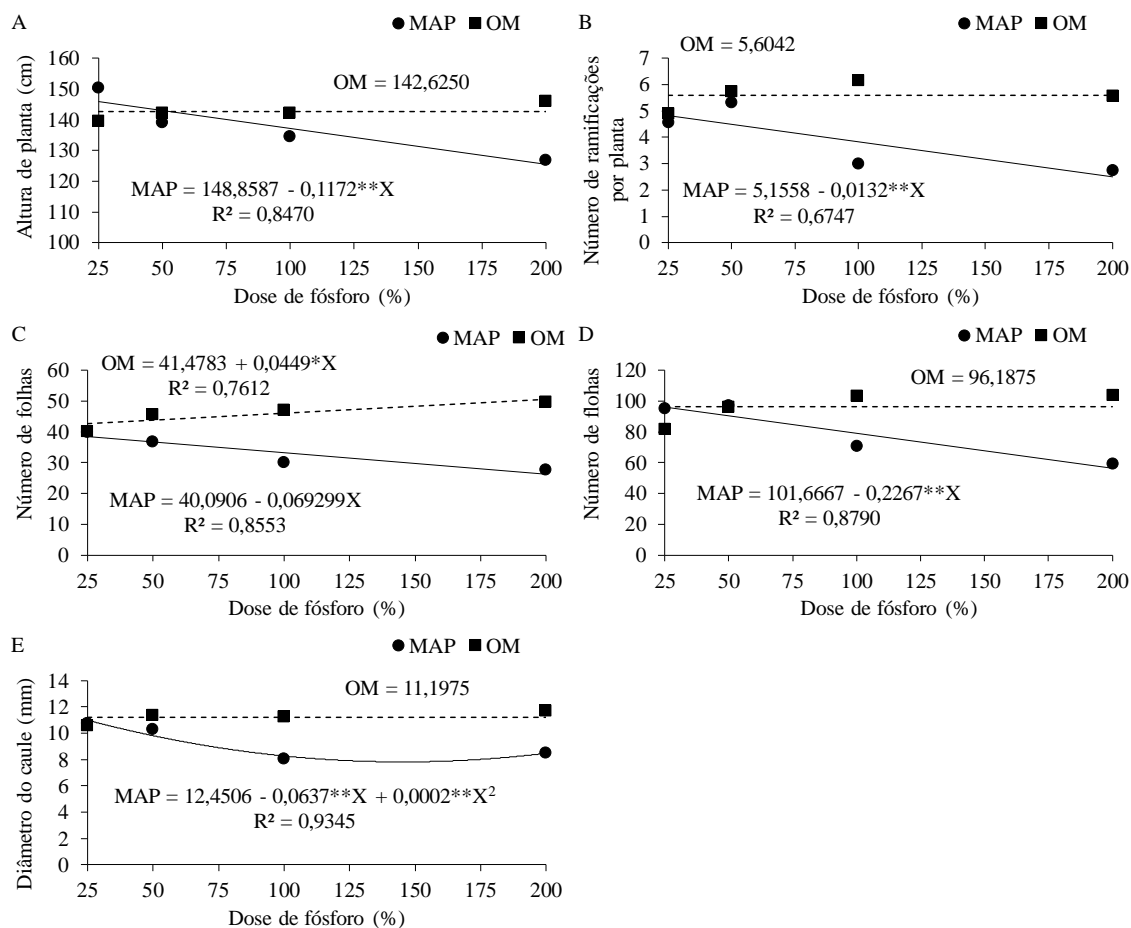 A
MAP OM
Altura de planta (cm)
160
150
140
130
120
110
100
OM = 142,6250
MAP = 148,8587 - 0,1172**X
R² = 0,8470
25 50 75 100 125 150 175 200
Dose de fósforo (%)
B
MAP OM
OM = 5,6042
Número de ramificações
por planta
7
6
5
4
3
2
1
0
MAP = 5,1558 - 0,0132**X
R² = 0,6747
25 50 75 100 125 150 175 200
Dose de fósforo (%)
C
MAP OM
OM = 41,4783 + 0,0449*X
R² = 0,7612
Número de folhas
60
50
40
30
20
10
0
MAP = 40,0906 - 0,069299X
R² = 0,8553
25 50 75 100 125 150 175 200
Dose de fósforo (%)
D
MAP OM
OM = 96,1875
Número de flohas
120
100
80
60
40
20
0
MAP = 101,6667 - 0,2267**X
R² = 0,8790
25 50 75 100 125 150 175 200
Dose de fósforo (%)
E
MAP OM
OM = 11,1975
Diâmetro do caule (mm)
14
12
10
8
6
4
2
0
MAP = 12,4506 - 0,0637**X + 0,0002**X²
R² = 0,9345
25 50 75 100 125 150 175 200
Dose de fósforo (%)